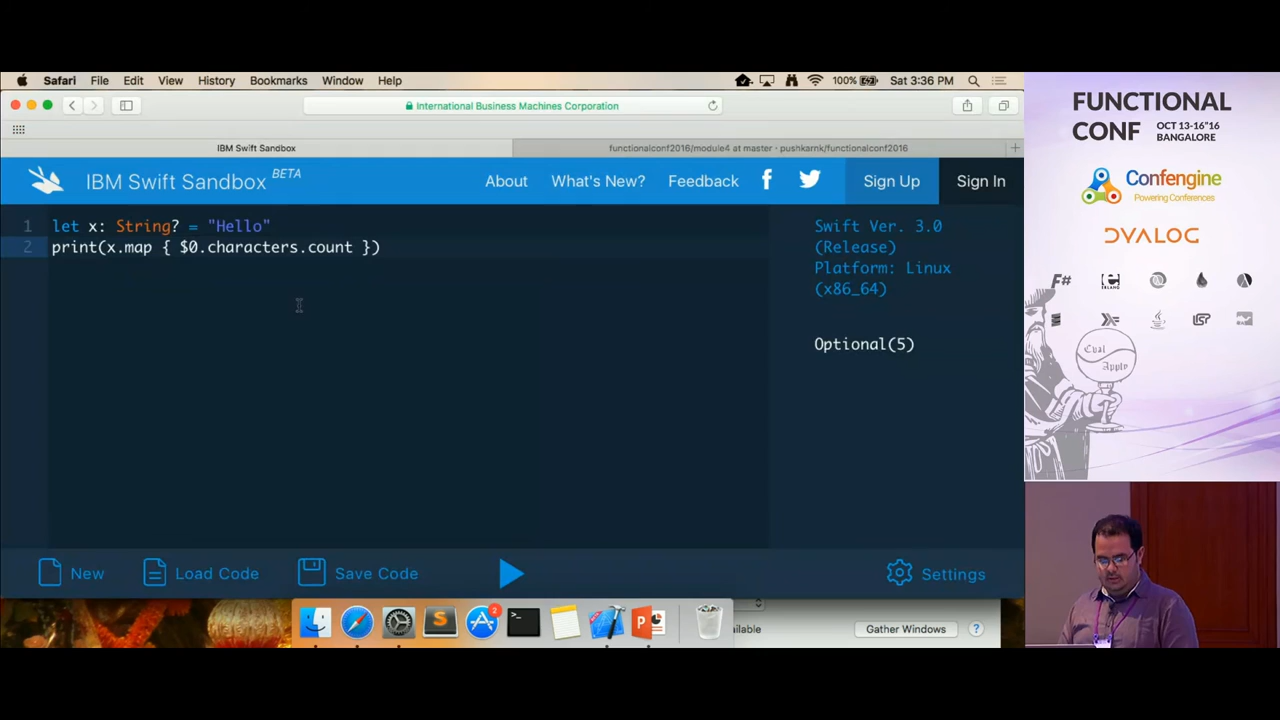 Safari File Edit View History Bookmarks Window Help
100% Sat 3:36 PM
International Business Machines Corporation
IBM Swift Sandbox
functionalconf2016/module4 at master · pushkarnk/functionalconf2016
IBM Swift Sandbox BETA
About What's New? Feedback Sign Up Sign In
1 let x: String? = "Hello"
2 print(x.map { $0.characters.count })
Swift Ver. 3.0
(Release)
Platform: Linux
(x86_64)
Optional(5)
New Load Code Save Code Settings
2
P
ailable
Gather Windows
?
FUNCTIONAL
CONF OCT 13-16"16
BANGALORE
Confengine
Powering Conferences
DYALOG
F#
ERLANG
LISP
Eval
Apply